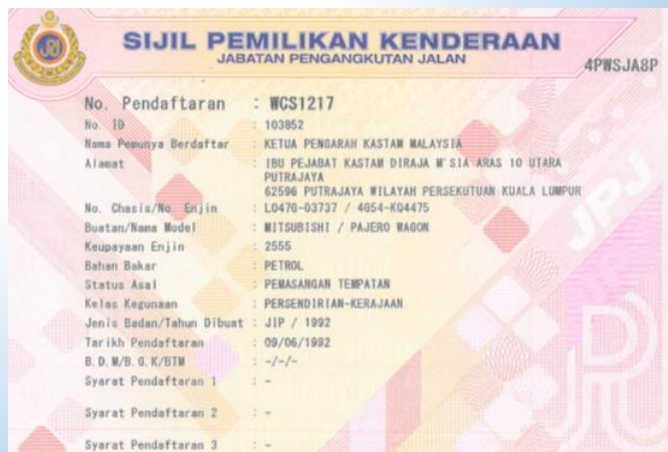 SIJIL PEMILIKAN KENDERAAN
JABATAN PENGANGKUTAN JALAN
4PWSJA8P
No. Pendaftaran : WCS1217
No. ID : 103852
Nama Pemunya Berdaftar : KETUA PENGARAH KASTAM MALAYSIA
Alamat : IBU PEJABAT KASTAM DIRAJA M'SIA ARAS 10 UTARA
PUTRAJAYA
62596 PUTRAJAYA WILAYAH PERSEKUTUAN KUALA LUMPUR
No. Chasis/No. Enjin : L047G-03737 / 4G54-KQ4475
Buatan/Nama Model : MITSUBISHI / PAJERO WAGON
Keupayaan Enjin : 2555
Bahan Bakar : PETROL
Status Asal : PEMASANGAN TEMPATAN
Kelas Kegunaan : PERSENDIRIAN-KERAJAAN
Jenis Badan/Tahun Dibuat : JIP / 1992
Tarikh Pendaftaran : 09/06/1992
B.D.M/B.G.K/BTM : -/-/-
Syarat Pendaftaran 1 : -
Syarat Pendaftaran 2 : -
Syarat Pendaftaran 3 : -
JPJ